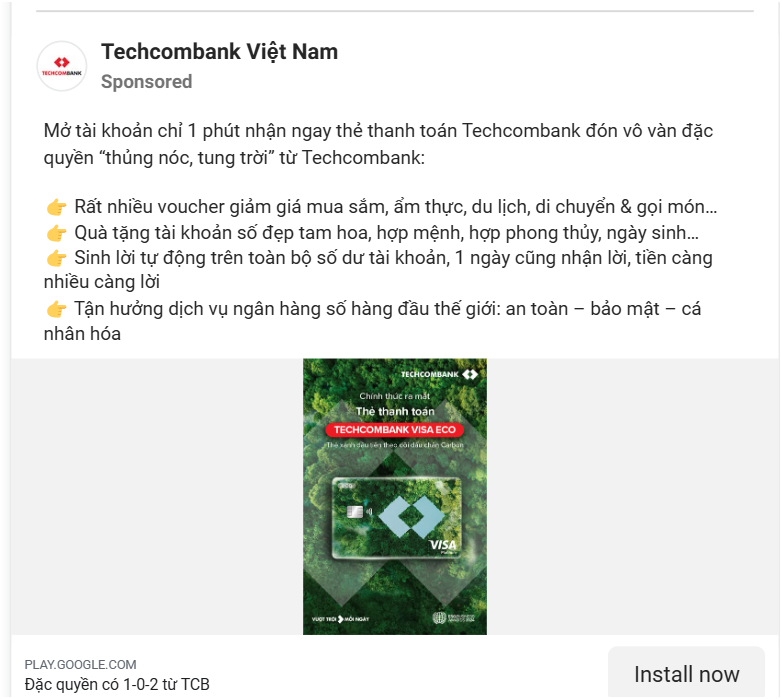 TECHCOMBANK
Techcombank Việt Nam
Sponsored
Mở tài khoản chỉ 1 phút nhận ngay thẻ thanh toán Techcombank đón vô vàn đặc
quyền “thủng nóc, tung trời” từ Techcombank:
👉 Rất nhiều voucher giảm giá mua sắm, ẩm thực, du lịch, di chuyển & gọi món...
👉 Quà tặng tài khoản số đẹp tam hoa, hợp mệnh, hợp phong thủy, ngày sinh...
👉 Sinh lời tự động trên toàn bộ số dư tài khoản, 1 ngày cũng nhận lời, tiền càng
nhiều càng lời
👉 Tận hưởng dịch vụ ngân hàng số hàng đầu thế giới: an toàn – bảo mật – cá
nhân hóa
TECHCOMBANK
Chính thức ra mắt
Thẻ thanh toán
TECHCOMBANK VISA ECO
Thẻ xanh đầu tiên theo dõi dấu chân Carbon
VISA
VƯỢT TRỘI MỖI NGÀY
PLAY.GOOGLE.COM
Đặc quyền có 1-0-2 từ TCB
Install now